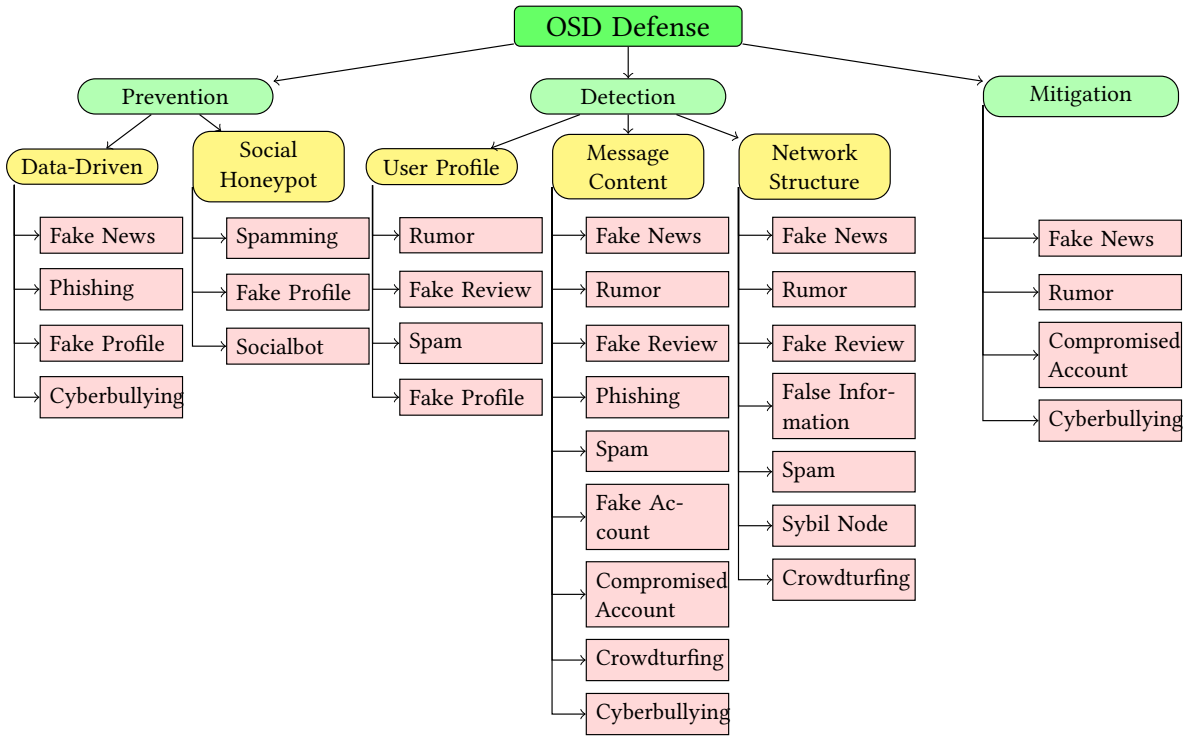 OSD Defense
Prevention
Detection
Mitigation
Data-Driven
Social
Honeypot
User Profile
Message
Content
Network
Structure
Fake News
Phishing
Fake Profile
Cyberbullying
Spamming
Fake Profile
Socialbot
Rumor
Fake Review
Spam
Fake Profile
Fake News
Rumor
Fake Review
Phishing
Spam
Fake Ac-
count
Compromised
Account
Crowdturfing
Cyberbullying
Fake News
Rumor
Fake Review
False Infor-
mation
Spam
Sybil Node
Crowdturfing
Fake News
Rumor
Compromised
Account
Cyberbullying